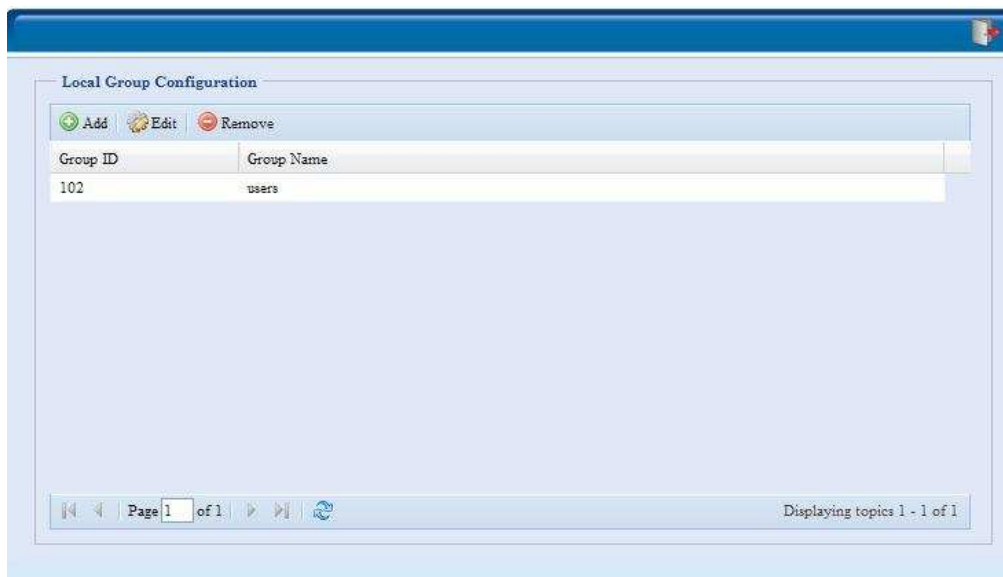 Local Group Configuration
Add Edit Remove
Group ID Group Name
102 users
Page 1 of 1 Displaying topics 1 - 1 of 1